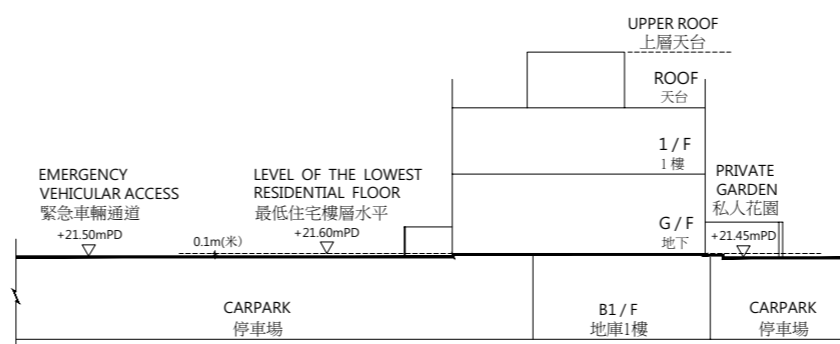 UPPER ROOF
上層天台
ROOF
天台
1 / F
1 樓
EMERGENCY
VEHICULAR ACCESS
緊急車輛通道
+21.50mPD
0.1m(米)
LEVEL OF THE LOWEST
RESIDENTIAL FLOOR
最低住宅樓層水平
+21.60mPD
G / F
地下
PRIVATE
GARDEN
私人花園
+21.45mPD
CARPARK
停車場
B1 / F
地庫1樓
CARPARK
停車場